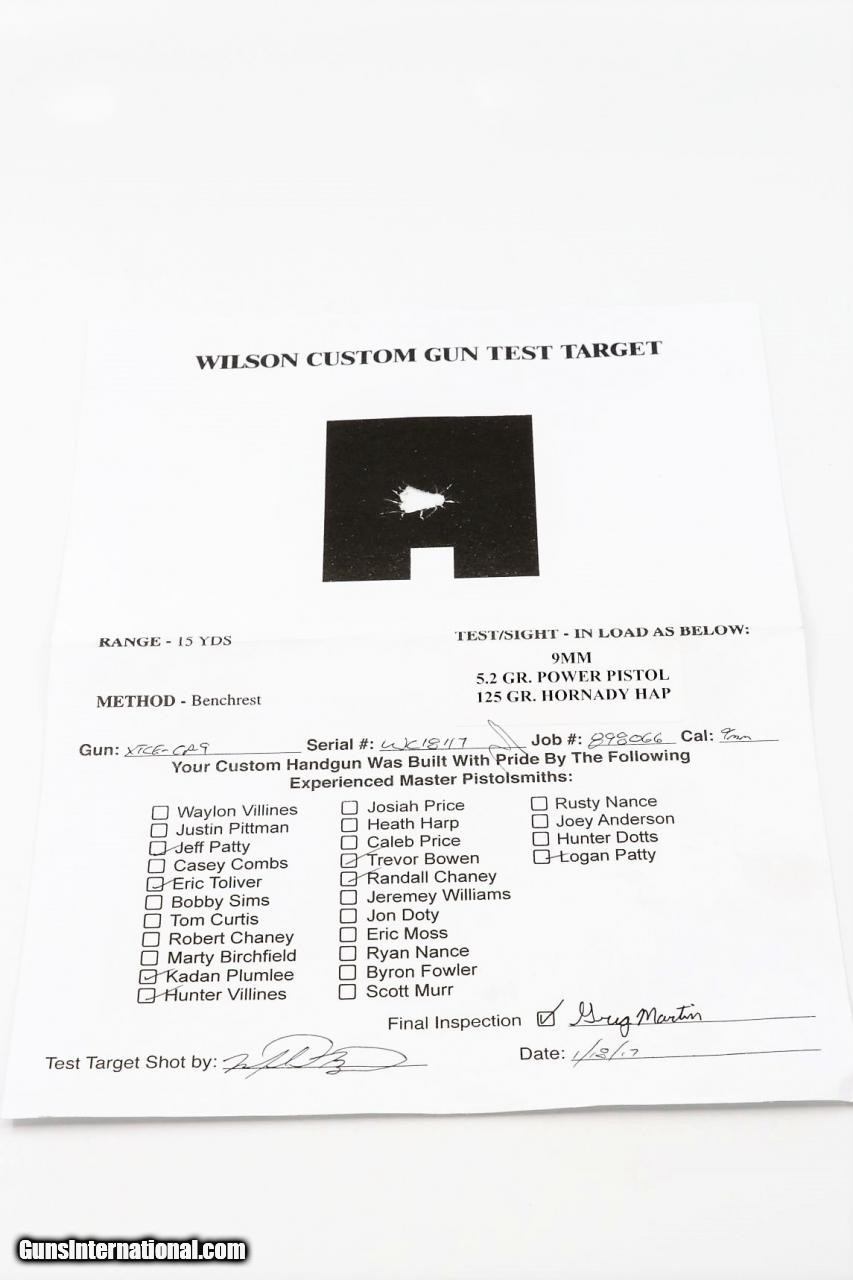 WILSON CUSTOM GUN TEST TARGET
RANGE - 15 YDS
TEST/SIGHT - IN LOAD AS BELOW:
9MM
5.2 GR. POWER PISTOL
125 GR. HORNADY HAP
METHOD - Benchrest
Gun: XTCE-CA9 Serial #: WC18117 Job #: 898066 Cal: 9mm
Your Custom Handgun Was Built With Pride By The Following
Experienced Master Pistolsmiths:
Waylon Villines
Justin Pittman
Jeff Patty
Casey Combs
Eric Toliver
Bobby Sims
Tom Curtis
Robert Chaney
Marty Birchfield
Kadan Plumlee
Hunter Villines
Josiah Price
Heath Harp
Caleb Price
Trevor Bowen
Randall Chaney
Jeremey Williams
Jon Doty
Eric Moss
Ryan Nance
Byron Fowler
Scott Murr
Rusty Nance
Joey Anderson
Hunter Dotts
Logan Patty
Final Inspection Greg Martin
Test Target Shot by:
Date: 1/18/17
GunsInternational.com